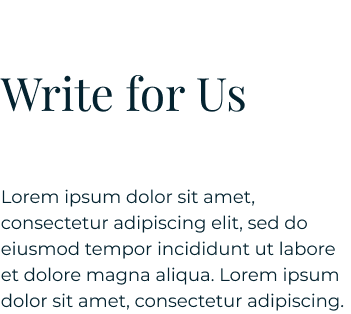 Write for Us
Lorem ipsum dolor sit amet,
consectetur adipiscing elit, sed do
eiusmod tempor incididunt ut labore
et dolore magna aliqua. Lorem ipsum
dolor sit amet, consectetur adipiscing.